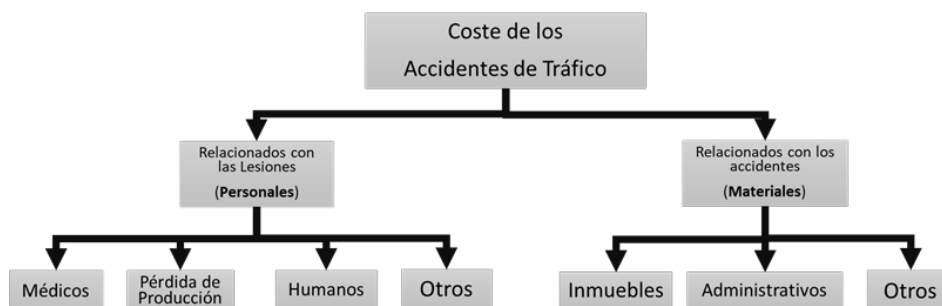 Coste de los
Accidentes de Tráfico
Relacionados con
las Lesiones
(Personales)
Relacionados con los
accidentes
(Materiales)
Médicos
Pérdida de
Producción
Humanos
Otros
Inmuebles
Administrativos
Otros